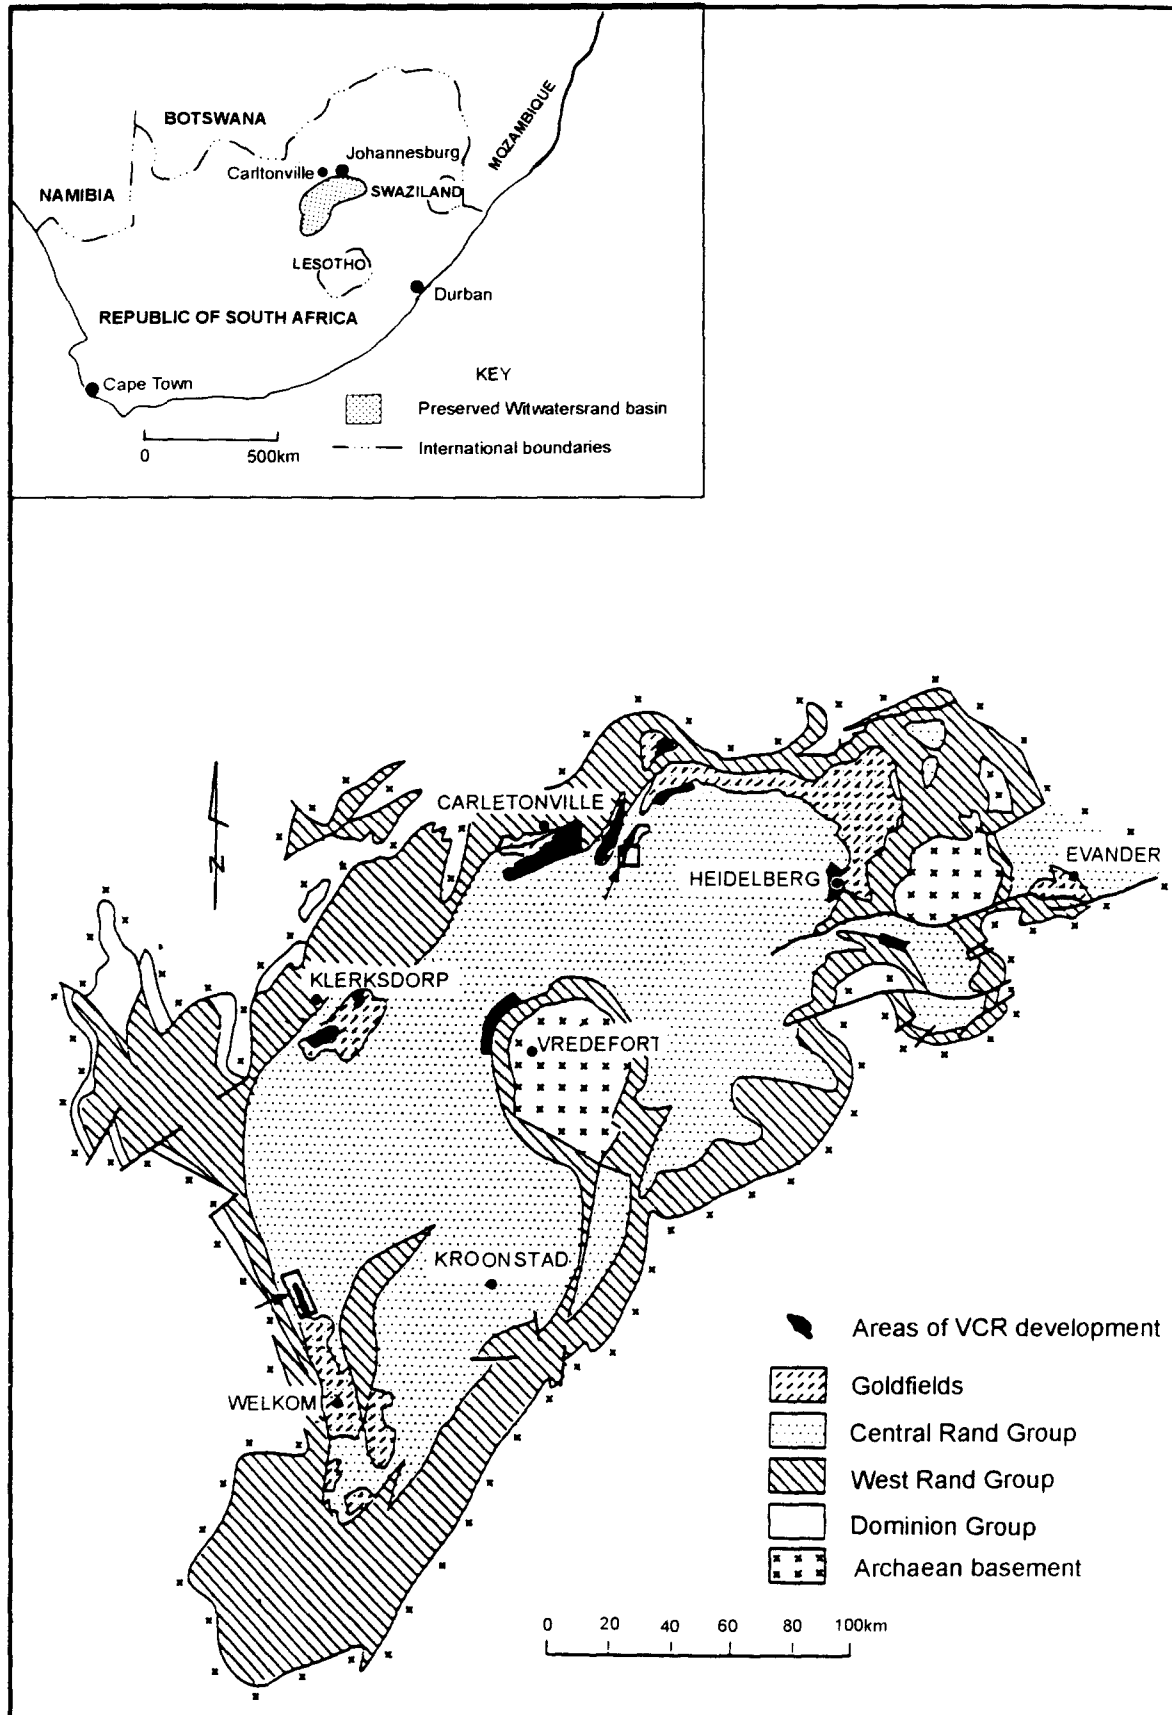 BOTSWANA
MOZAMBIQUE
Johannesburg
Carltonville
NAMIBIA
SWAZILAND
LESOTHO
Durban
REPUBLIC OF SOUTH AFRICA
Cape Town
KEY
Preserved Witwatersrand basin
International boundaries
0 500km
N
CARLETONVILLE
HEIDELBERG
EVANDER
KLERKSDORP
VREDEFORT
KROONSTAD
WELKOM
Areas of VCR development
Goldfields
Central Rand Group
West Rand Group
Dominion Group
Archaean basement
0 20 40 60 80 100km